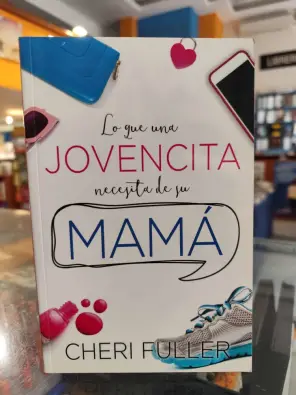 Lo que una
JOVENCITA
necesita de su
MAMÁ
CHERI FULLER